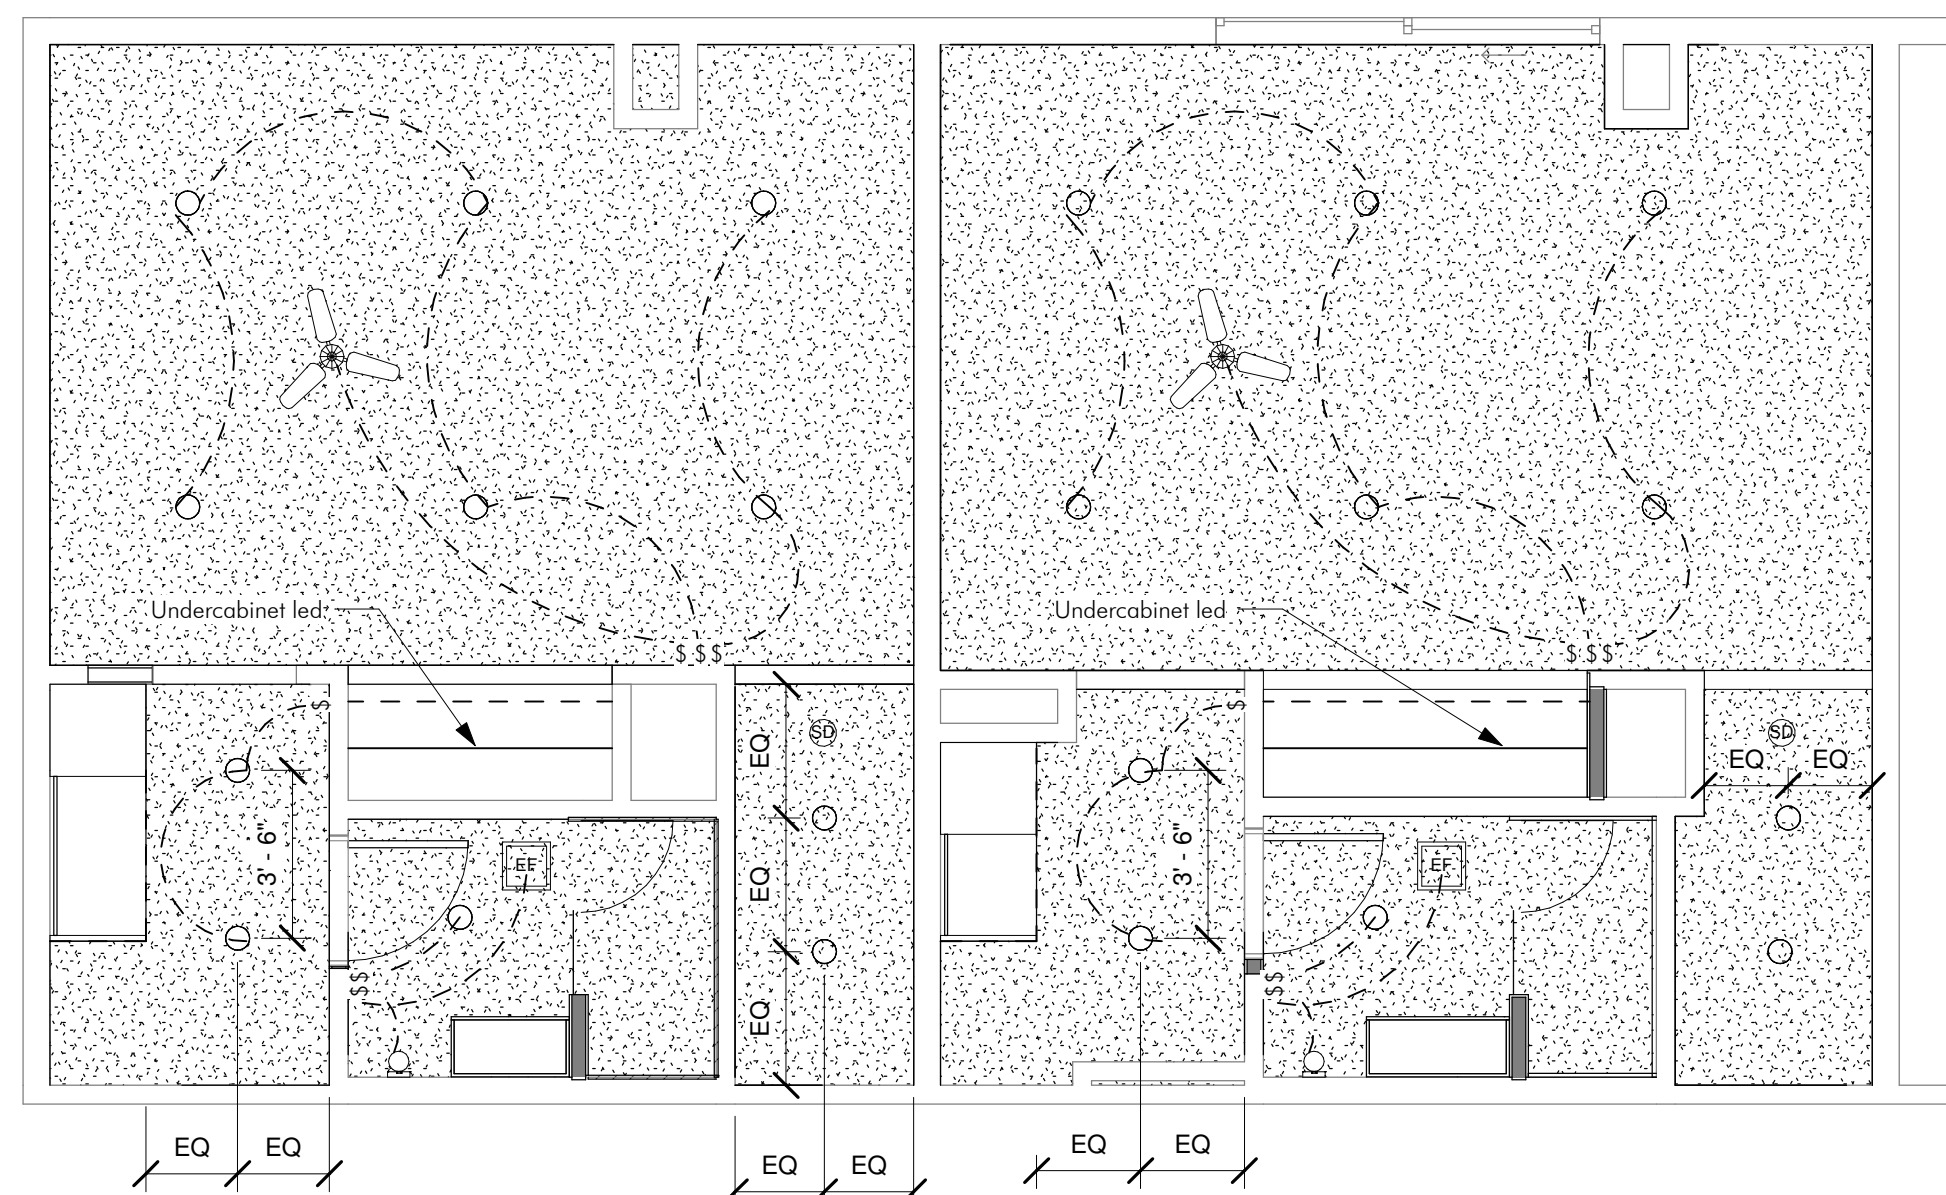 Undercabinet led
Undercabinet led
$ $ $
$ $ $
$
$
SD
SD
EQ
EQ
EQ
3' - 6"
3' - 6"
EF
EF
EQ
EQ
$ $
$ $
EQ
EQ
EQ
EQ
EQ
EQ
EQ